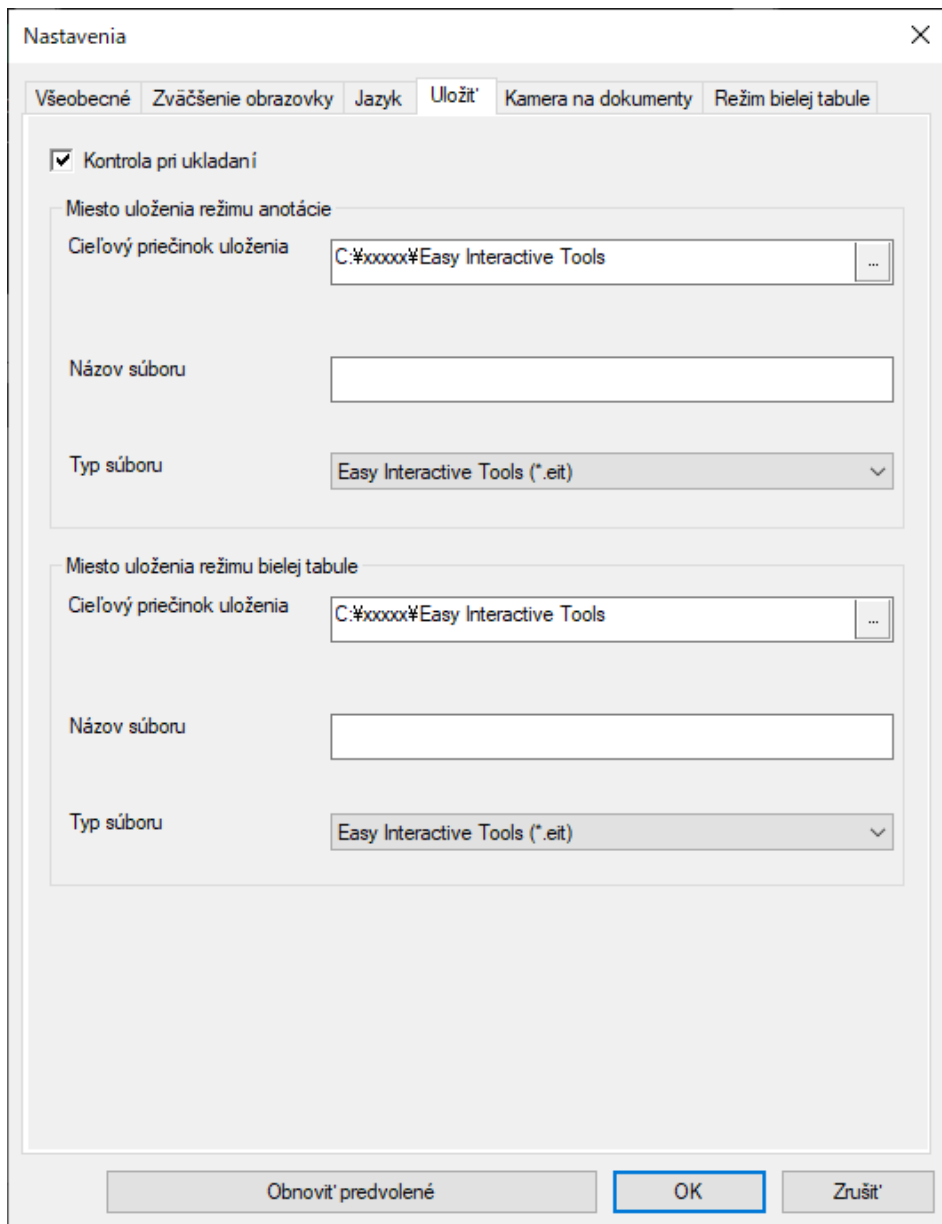 Nastavenia
Všeobecné Zväčšenie obrazovky Jazyk Uložiť Kamera na dokumenty Režim bielej tabule
Kontrola pri ukladaní
Miesto uloženia režimu anotácie
Cieľový priečinok uloženia C:¥xxxxx¥Easy Interactive Tools ...
Názov súboru
Typ súboru Easy Interactive Tools (*.eit)
Miesto uloženia režimu bielej tabule
Cieľový priečinok uloženia C:¥xxxxx¥Easy Interactive Tools ...
Názov súboru
Typ súboru Easy Interactive Tools (*.eit)
Obnoviť predvolené OK Zrušiť